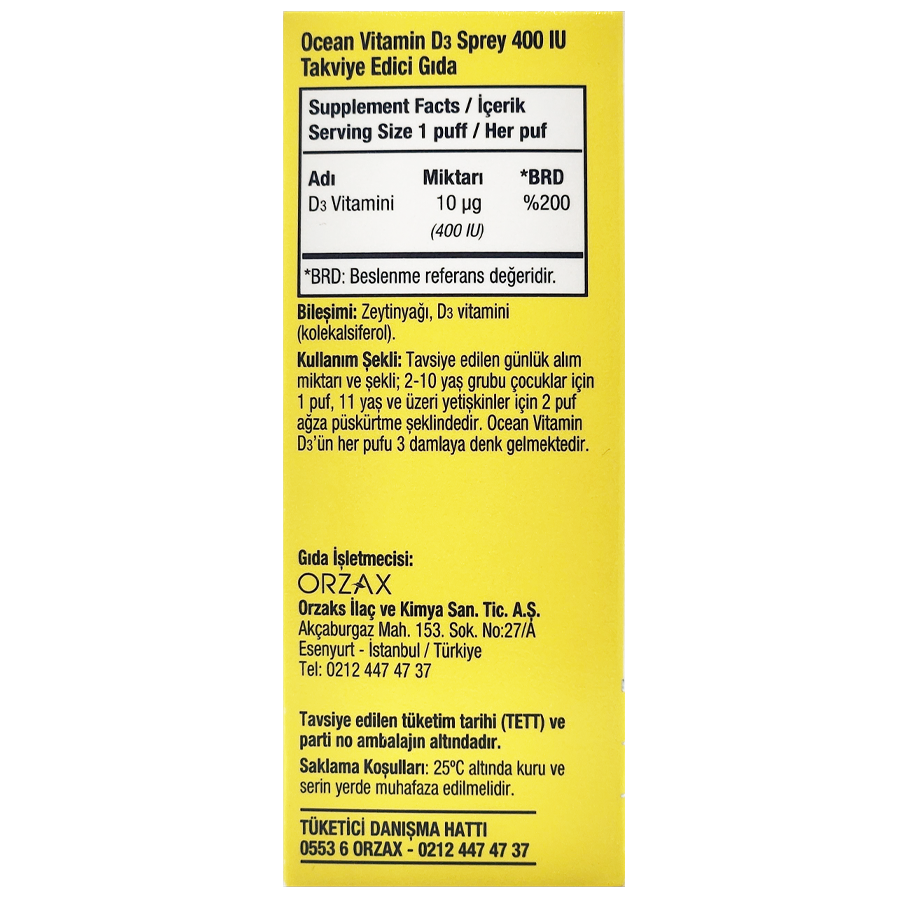 Ocean Vitamin D3 Sprey 400 IU
Takviye Edici Gıda
Supplement Facts / İçerik
Serving Size 1 puff / Her puf
Adı Miktarı *BRD
D3 Vitamini 10 µg %200
(400 IU)
*BRD: Beslenme referans değeridir.
Bileşimi: Zeytinyağı, D3 vitamini
(kolekalsiferol).
Kullanım Şekli: Tavsiye edilen günlük alım
miktarı ve şekli; 2-10 yaş grubu çocuklar için
1 puf, 11 yaş ve üzeri yetişkinler için 2 puf
ağza püskürtme şeklindedir. Ocean Vitamin
D3'ün her pufu 3 damlaya denk gelmektedir.
Gıda İşletmecisi:
ORZAX
Orzaks İlaç ve Kimya San. Tic. A.Ş.
Akçaburgaz Mah. 153. Sok. No:27/A
Esenyurt - İstanbul / Türkiye
Tel: 0212 447 47 37
Tavsiye edilen tüketim tarihi (TETT) ve
parti no ambalajın altındadır.
Saklama Koşulları: 25ºC altında kuru ve
serin yerde muhafaza edilmelidir.
TÜKETİCİ DANIŞMA HATTI
0553 6 ORZAX - 0212 447 47 37